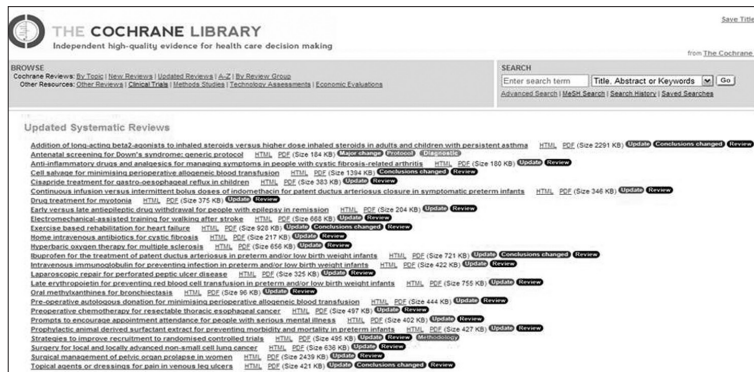 Save Title
THE COCHRANE LIBRARY
Independent high-quality evidence for health care decision making
from The Cochrane
BROWSE
Cochrane Reviews: By Topic | New Reviews | Updated Reviews | A-Z | By Review Group
Other Resources: Other Reviews | Clinical Trials | Methods Studies | Technology Assessments | Economic Evaluations
SEARCH
Enter search term Title, Abstract or Keywords Go
Advanced Search | MeSH Search | Search History | Saved Searches
Updated Systematic Reviews
Addition of long-acting beta2-agonists to inhaled steroids versus higher dose inhaled steroids in adults and children with persistent asthma HTML PDF (Size 2291 KB) Update Conclusions changed Review
Antenatal screening for Down's syndrome: generic protocol HTML PDF (Size 184 KB) Major change Protocol Diagnostic
Anti-inflammatory drugs and analgesics for managing symptoms in people with cystic fibrosis-related arthritis HTML PDF (Size 180 KB) Update Review
Cell salvage for minimising perioperative allogeneic blood transfusion HTML PDF (Size 1394 KB) Conclusions changed Review
Cisapride treatment for gastro-oesophageal reflux in children HTML PDF (Size 383 KB) Update Review
Continuous infusion versus intermittent bolus doses of indomethacin for patent ductus arteriosus closure in symptomatic preterm infants HTML PDF (Size 346 KB) Update Review
Drug treatment for myotonia HTML PDF (Size 375 KB) Update Review
Early versus late antiepileptic drug withdrawal for people with epilepsy in remission HTML PDF (Size 204 KB) Update Review
Electromechanical-assisted training for walking after stroke HTML PDF (Size 668 KB) Update Review
Exercise based rehabilitation for heart failure HTML PDF (Size 928 KB) Update Conclusions changed Review
Home intravenous antibiotics for cystic fibrosis HTML PDF (Size 217 KB) Update Review
Hyperbaric oxygen therapy for multiple sclerosis HTML PDF (Size 656 KB) Update Review
Ibuprofen for the treatment of patent ductus arteriosus in preterm and/or low birth weight infants HTML PDF (Size 721 KB) Update Conclusions changed Review
Intravenous immunoglobulin for preventing infection in preterm and/or low birth weight infants HTML PDF (Size 422 KB) Update Review
Laparoscopic repair for perforated peptic ulcer disease HTML PDF (Size 325 KB) Update Review
Late erythropoietin for preventing red blood cell transfusion in preterm and/or low birth weight infants HTML PDF (Size 755 KB) Update Review
Oral methylxanthines for bronchiectasis HTML PDF (Size 96 KB) Update Review
Pre-operative autologous donation for minimising perioperative allogeneic blood transfusion HTML PDF (Size 444 KB) Update Review
Preoperative chemotherapy for resectable thoracic esophageal cancer HTML PDF (Size 497 KB) Update Review
Prompts to encourage appointment attendance for people with serious mental illness HTML PDF (Size 402 KB) Update Review
Prophylactic animal derived surfactant extract for preventing morbidity and mortality in preterm infants HTML PDF (Size 427 KB) Update Review
Strategies to improve recruitment to randomised controlled trials HTML PDF (Size 495 KB) Update Review Methodology
Surgery for local and locally advanced non-small cell lung cancer HTML PDF (Size 636 KB) Update Review
Surgical management of pelvic organ prolapse in women HTML PDF (Size 2439 KB) Update Review
Topical agents or dressings for pain in venous leg ulcers HTML PDF (Size 421 KB) Update Conclusions changed Review